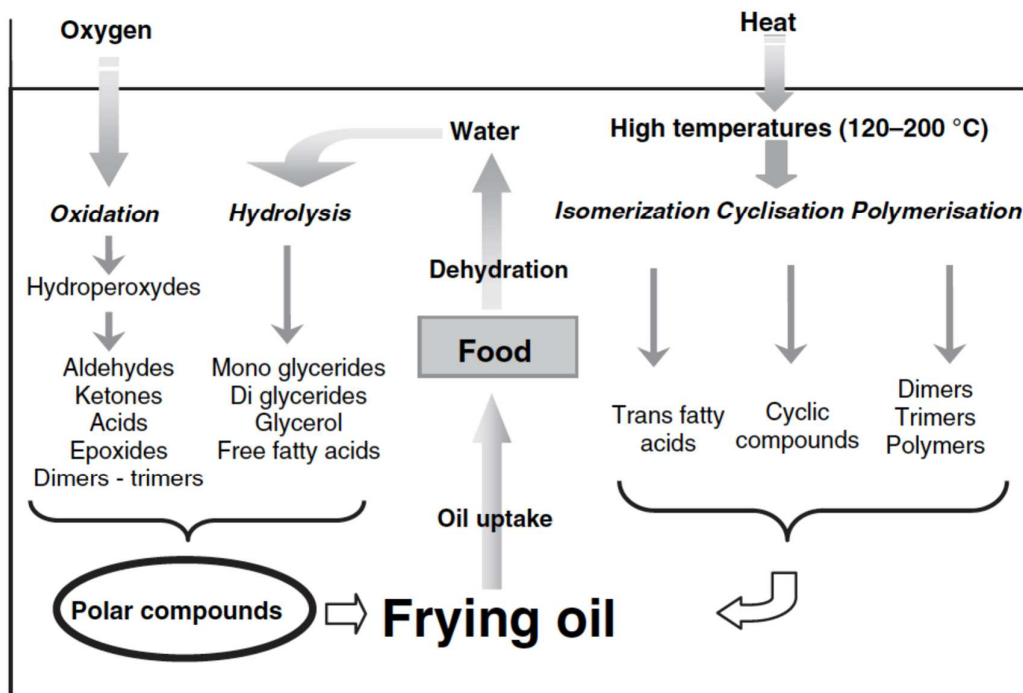 Oxygen
Heat
Water
High temperatures (120–200 °C)
Oxidation
Hydrolysis
Isomerization Cyclisation Polymerisation
Dehydration
Hydroperoxydes
Food
Aldehydes
Ketones
Acids
Epoxides
Dimers - trimers
Mono glycerides
Di glycerides
Glycerol
Free fatty acids
Trans fatty
acids
Cyclic
compounds
Dimers
Trimers
Polymers
Oil uptake
Polar compounds
Frying oil